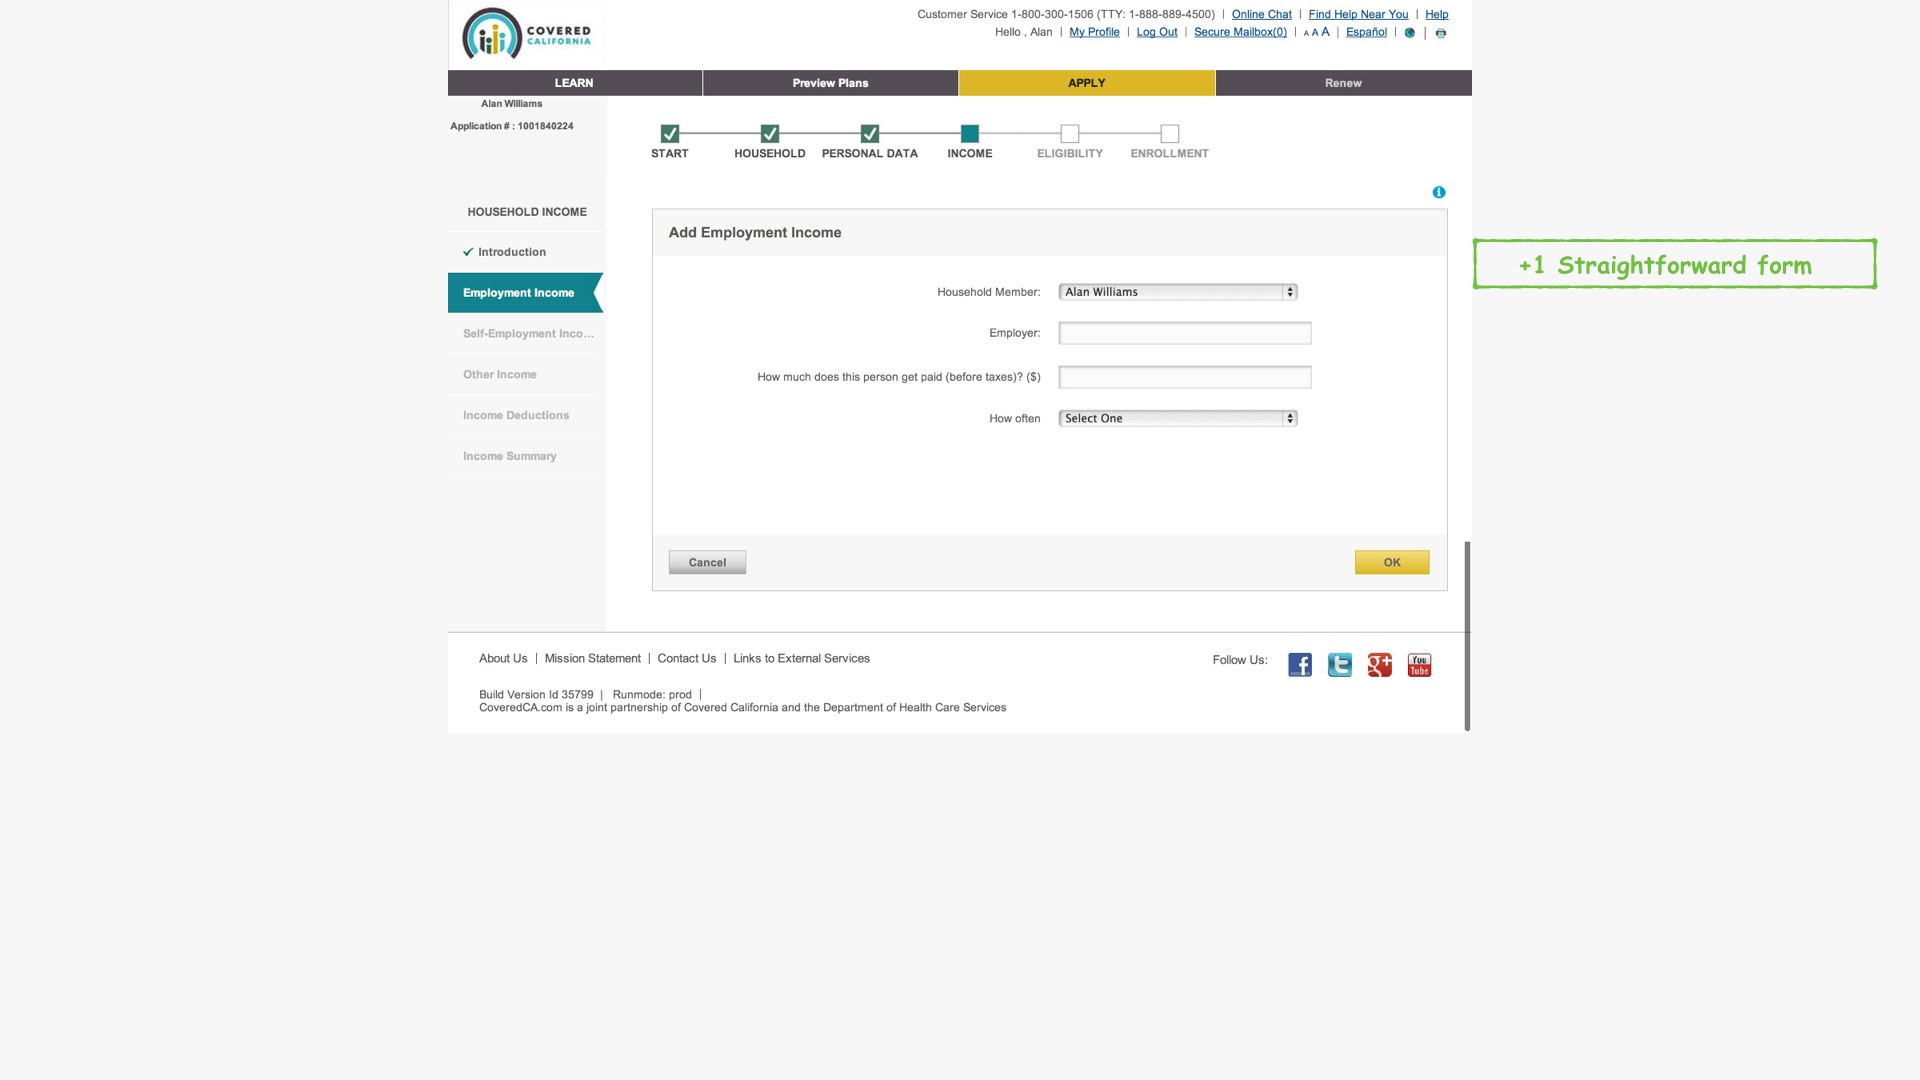 COVERED
CALIFORNIA
Customer Service 1-800-300-1506 (TTY: 1-888-889-4500) | Online Chat | Find Help Near You | Help
Hello , Alan | My Profile | Log Out | Secure Mailbox(0) | A A A | Español | |
LEARN Preview Plans APPLY Renew
Alan Williams
Application # : 1001840224
START HOUSEHOLD PERSONAL DATA INCOME ELIGIBILITY ENROLLMENT
HOUSEHOLD INCOME
Introduction
Employment Income
Self-Employment Inco...
Other Income
Income Deductions
Income Summary
i
Add Employment Income
Household Member: Alan Williams
Employer:
How much does this person get paid (before taxes)? ($)
How often Select One
Cancel OK
+1 Straightforward form
About Us | Mission Statement | Contact Us | Links to External Services
Follow Us: f t g+ You Tube
Build Version Id 35799 | Runmode: prod |
CoveredCA.com is a joint partnership of Covered California and the Department of Health Care Services